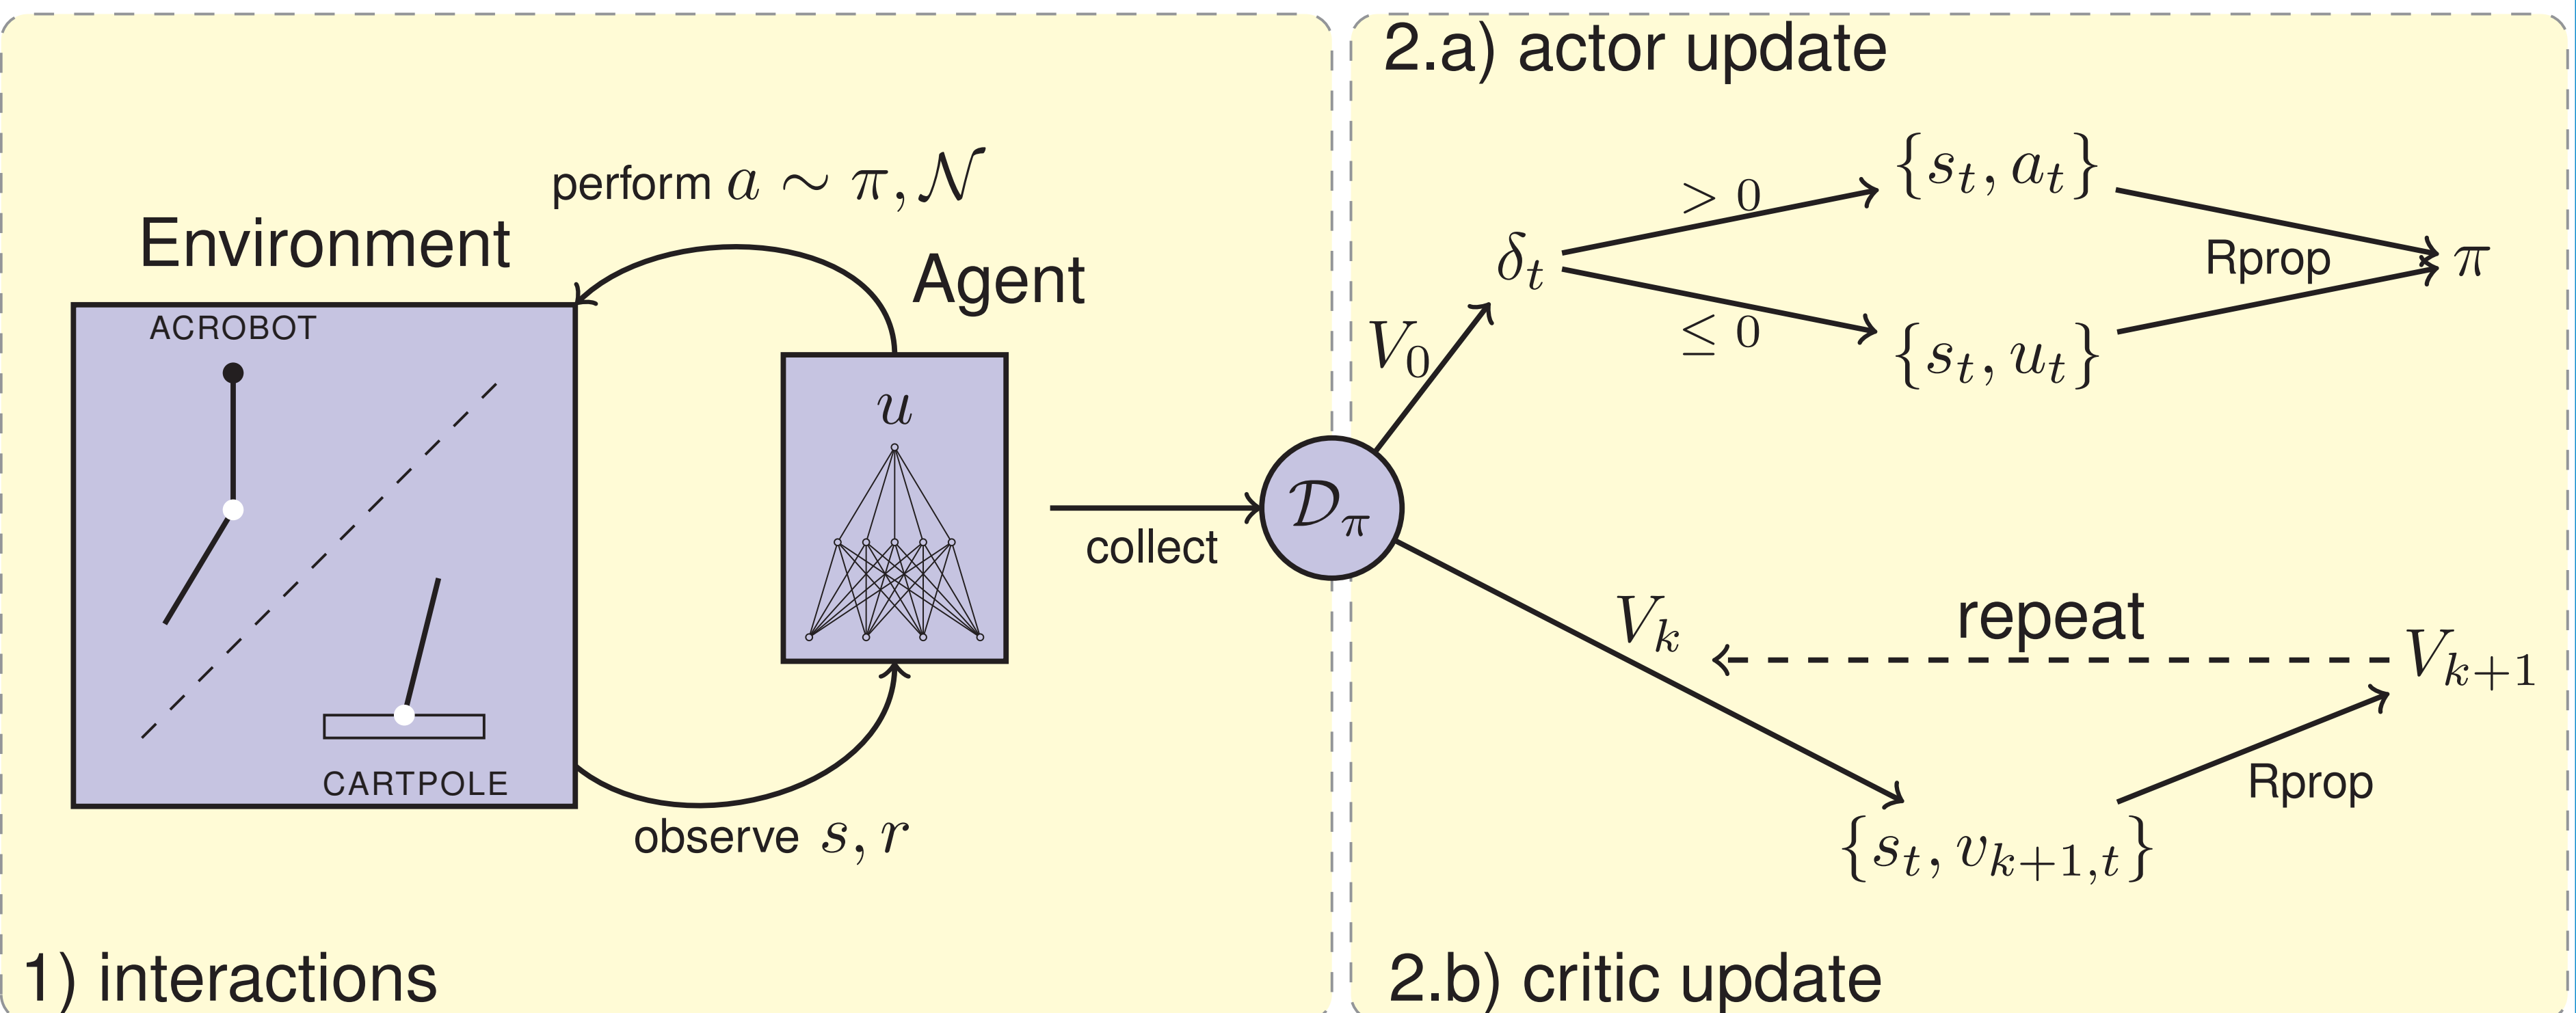 perform a ∼ π, 𝒩
Environment
Agent
ACROBOT
u
CARTPOLE
observe s, r
collect
𝒟_π
1) interactions
2.a) actor update
V_0
δ_t
> 0
≤ 0
{s_t, a_t}
{s_t, u_t}
Rprop
π
V_k
repeat
V_{k+1}
Rprop
{s_t, v_{k+1,t}}
2.b) critic update